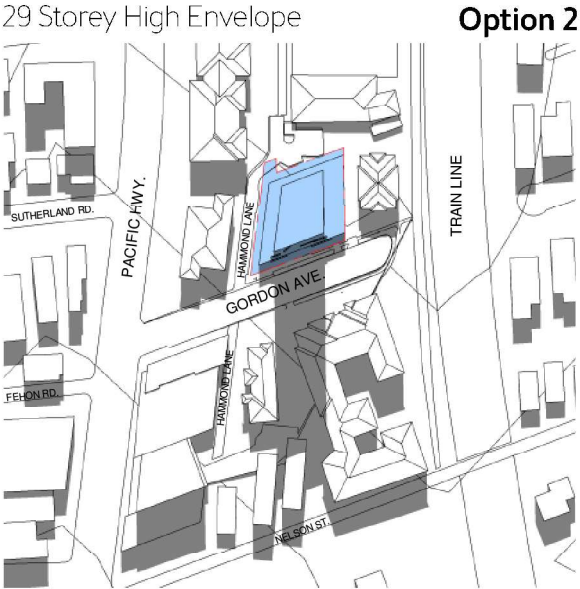 29 Storey High Envelope
Option 2
SUTHERLAND RD.
PACIFIC HWY.
HAMMOND LANE
TRAIN LINE
GORDON AVE.
HAMMOND LANE
FEHON RD.
NELSON ST.